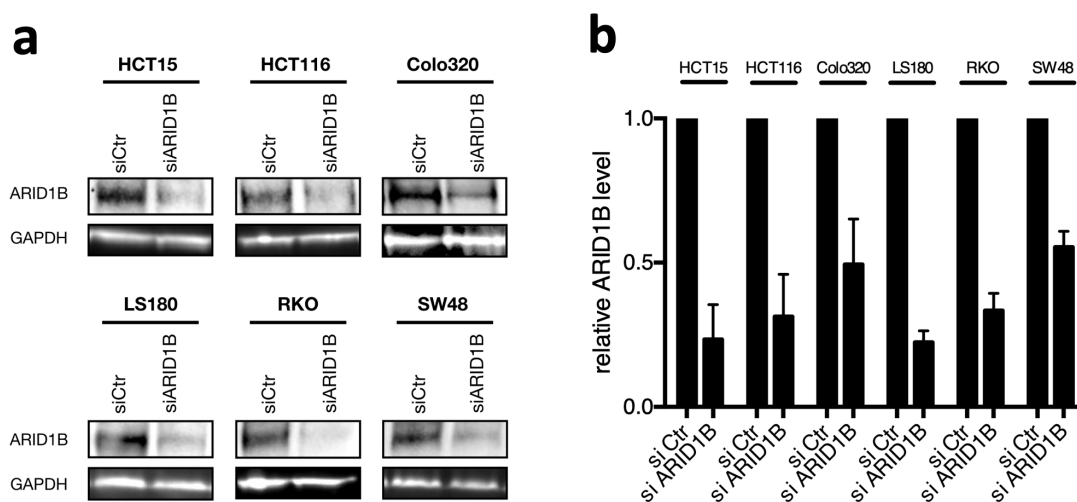 a
HCT15 HCT116 Colo320
siCtr siARID1B siCtr siARID1B siCtr siARID1B
ARID1B
GAPDH
LS180 RKO SW48
siCtr siARID1B siCtr siARID1B siCtr siARID1B
ARID1B
GAPDH
b
HCT15 HCT116 Colo320 LS180 RKO SW48
relative ARID1B level
1.0
0.5
0.0
si Ctr si ARID1B si Ctr si ARID1B si Ctr si ARID1B si Ctr si ARID1B si Ctr si ARID1B si Ctr si ARID1B